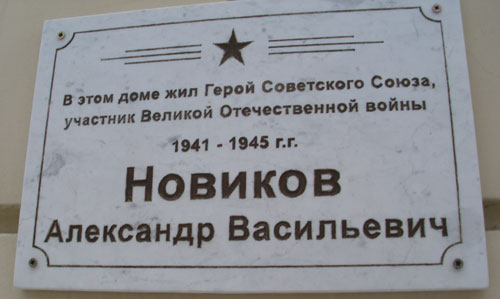 В этом доме жил Герой Советского Союза,
участник Великой Отечественной войны
1941 - 1945 г.г.
Новиков
Александр Васильевич